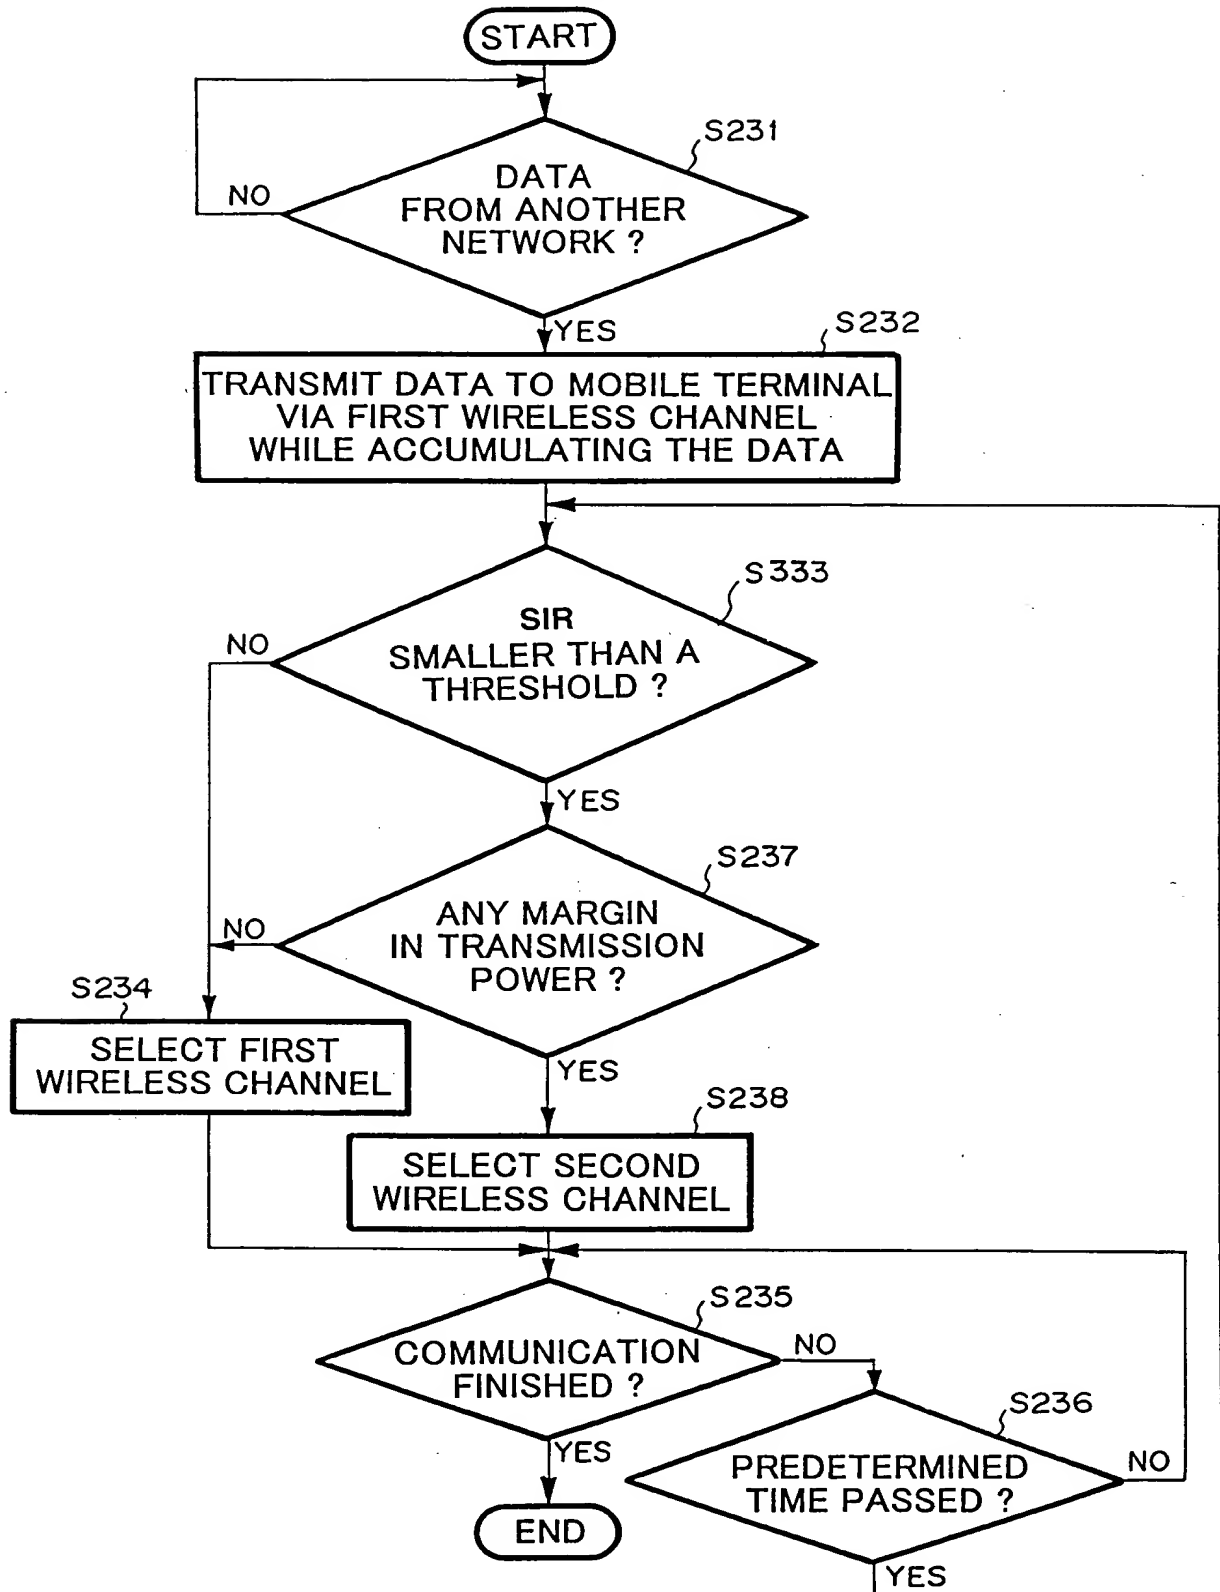 START
S231
DATA
FROM ANOTHER
NETWORK ?
NO
YES
S232
TRANSMIT DATA TO MOBILE TERMINAL
VIA FIRST WIRELESS CHANNEL
WHILE ACCUMULATING THE DATA
S333
SIR
SMALLER THAN A
THRESHOLD ?
NO
YES
S237
ANY MARGIN
IN TRANSMISSION
POWER ?
NO
YES
S234
SELECT FIRST
WIRELESS CHANNEL
S238
SELECT SECOND
WIRELESS CHANNEL
S235
COMMUNICATION
FINISHED ?
NO
YES
S236
PREDETERMINED
TIME PASSED ?
NO
END
YES